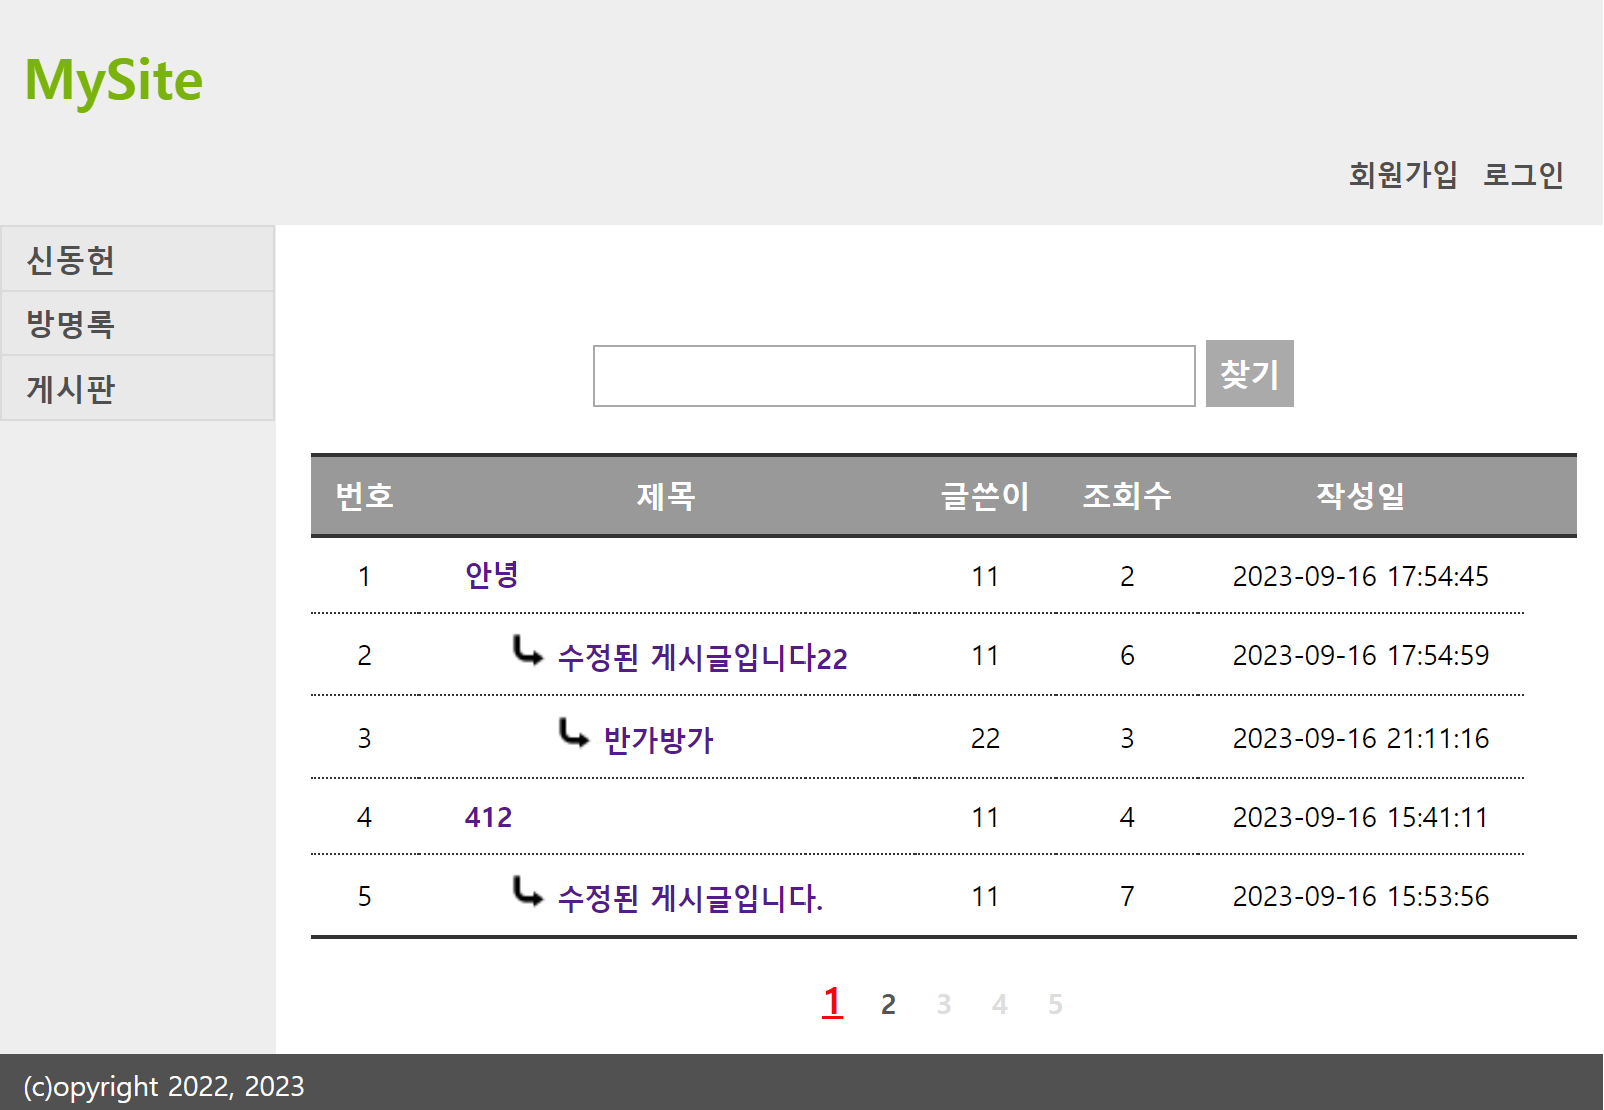 MySite
회원가입 로그인
신동헌
방명록
게시판
찾기
번호 제목 글쓴이 조회수 작성일
1 안녕 11 2 2023-09-16 17:54:45
2 수정된 게시글입니다22 11 6 2023-09-16 17:54:59
3 반가방가 22 3 2023-09-16 21:11:16
4 412 11 4 2023-09-16 15:41:11
5 수정된 게시글입니다. 11 7 2023-09-16 15:53:56
1 2 3 4 5
(c)opyright 2022, 2023